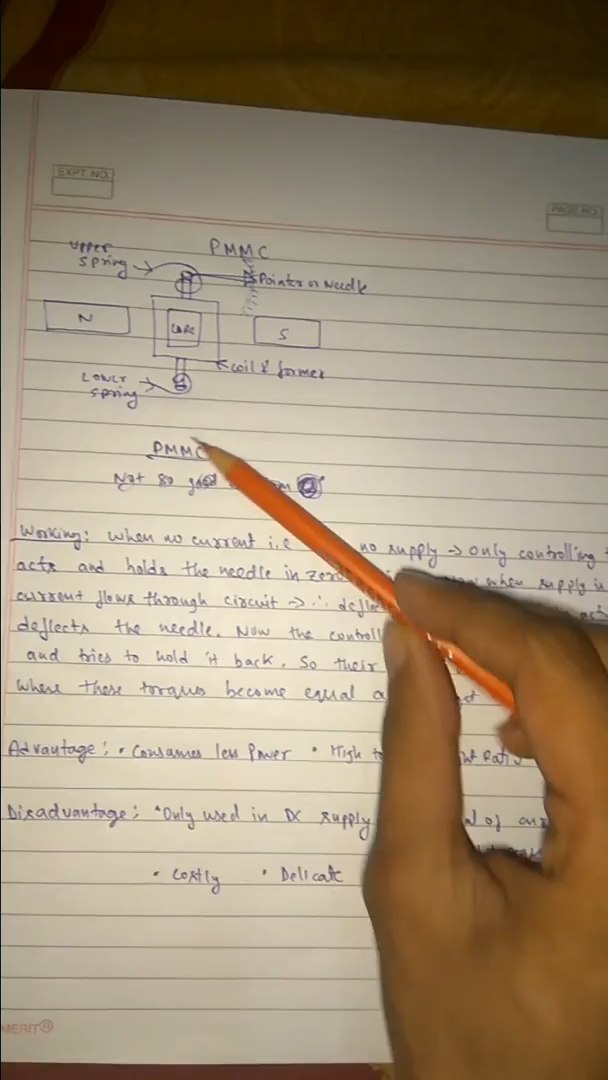 EXPT. NO.
PAGE NO.
PMMC
Upper
spring
Pointer or Needle
N
CORE
S
coil & former
Lower
spring
PMMC
Not so good
Working: When no current i.e no supply → only controlling
acts and holds the needle in zero when supply is
current flows through circuit → ∴
deflects the needle. Now the
and tries to hold it back. So their
where these torques become equal
Advantage: • Consumes less Power • High
Disadvantage: • Only used in DC supply of
• Costly • Delicate
MERIT®